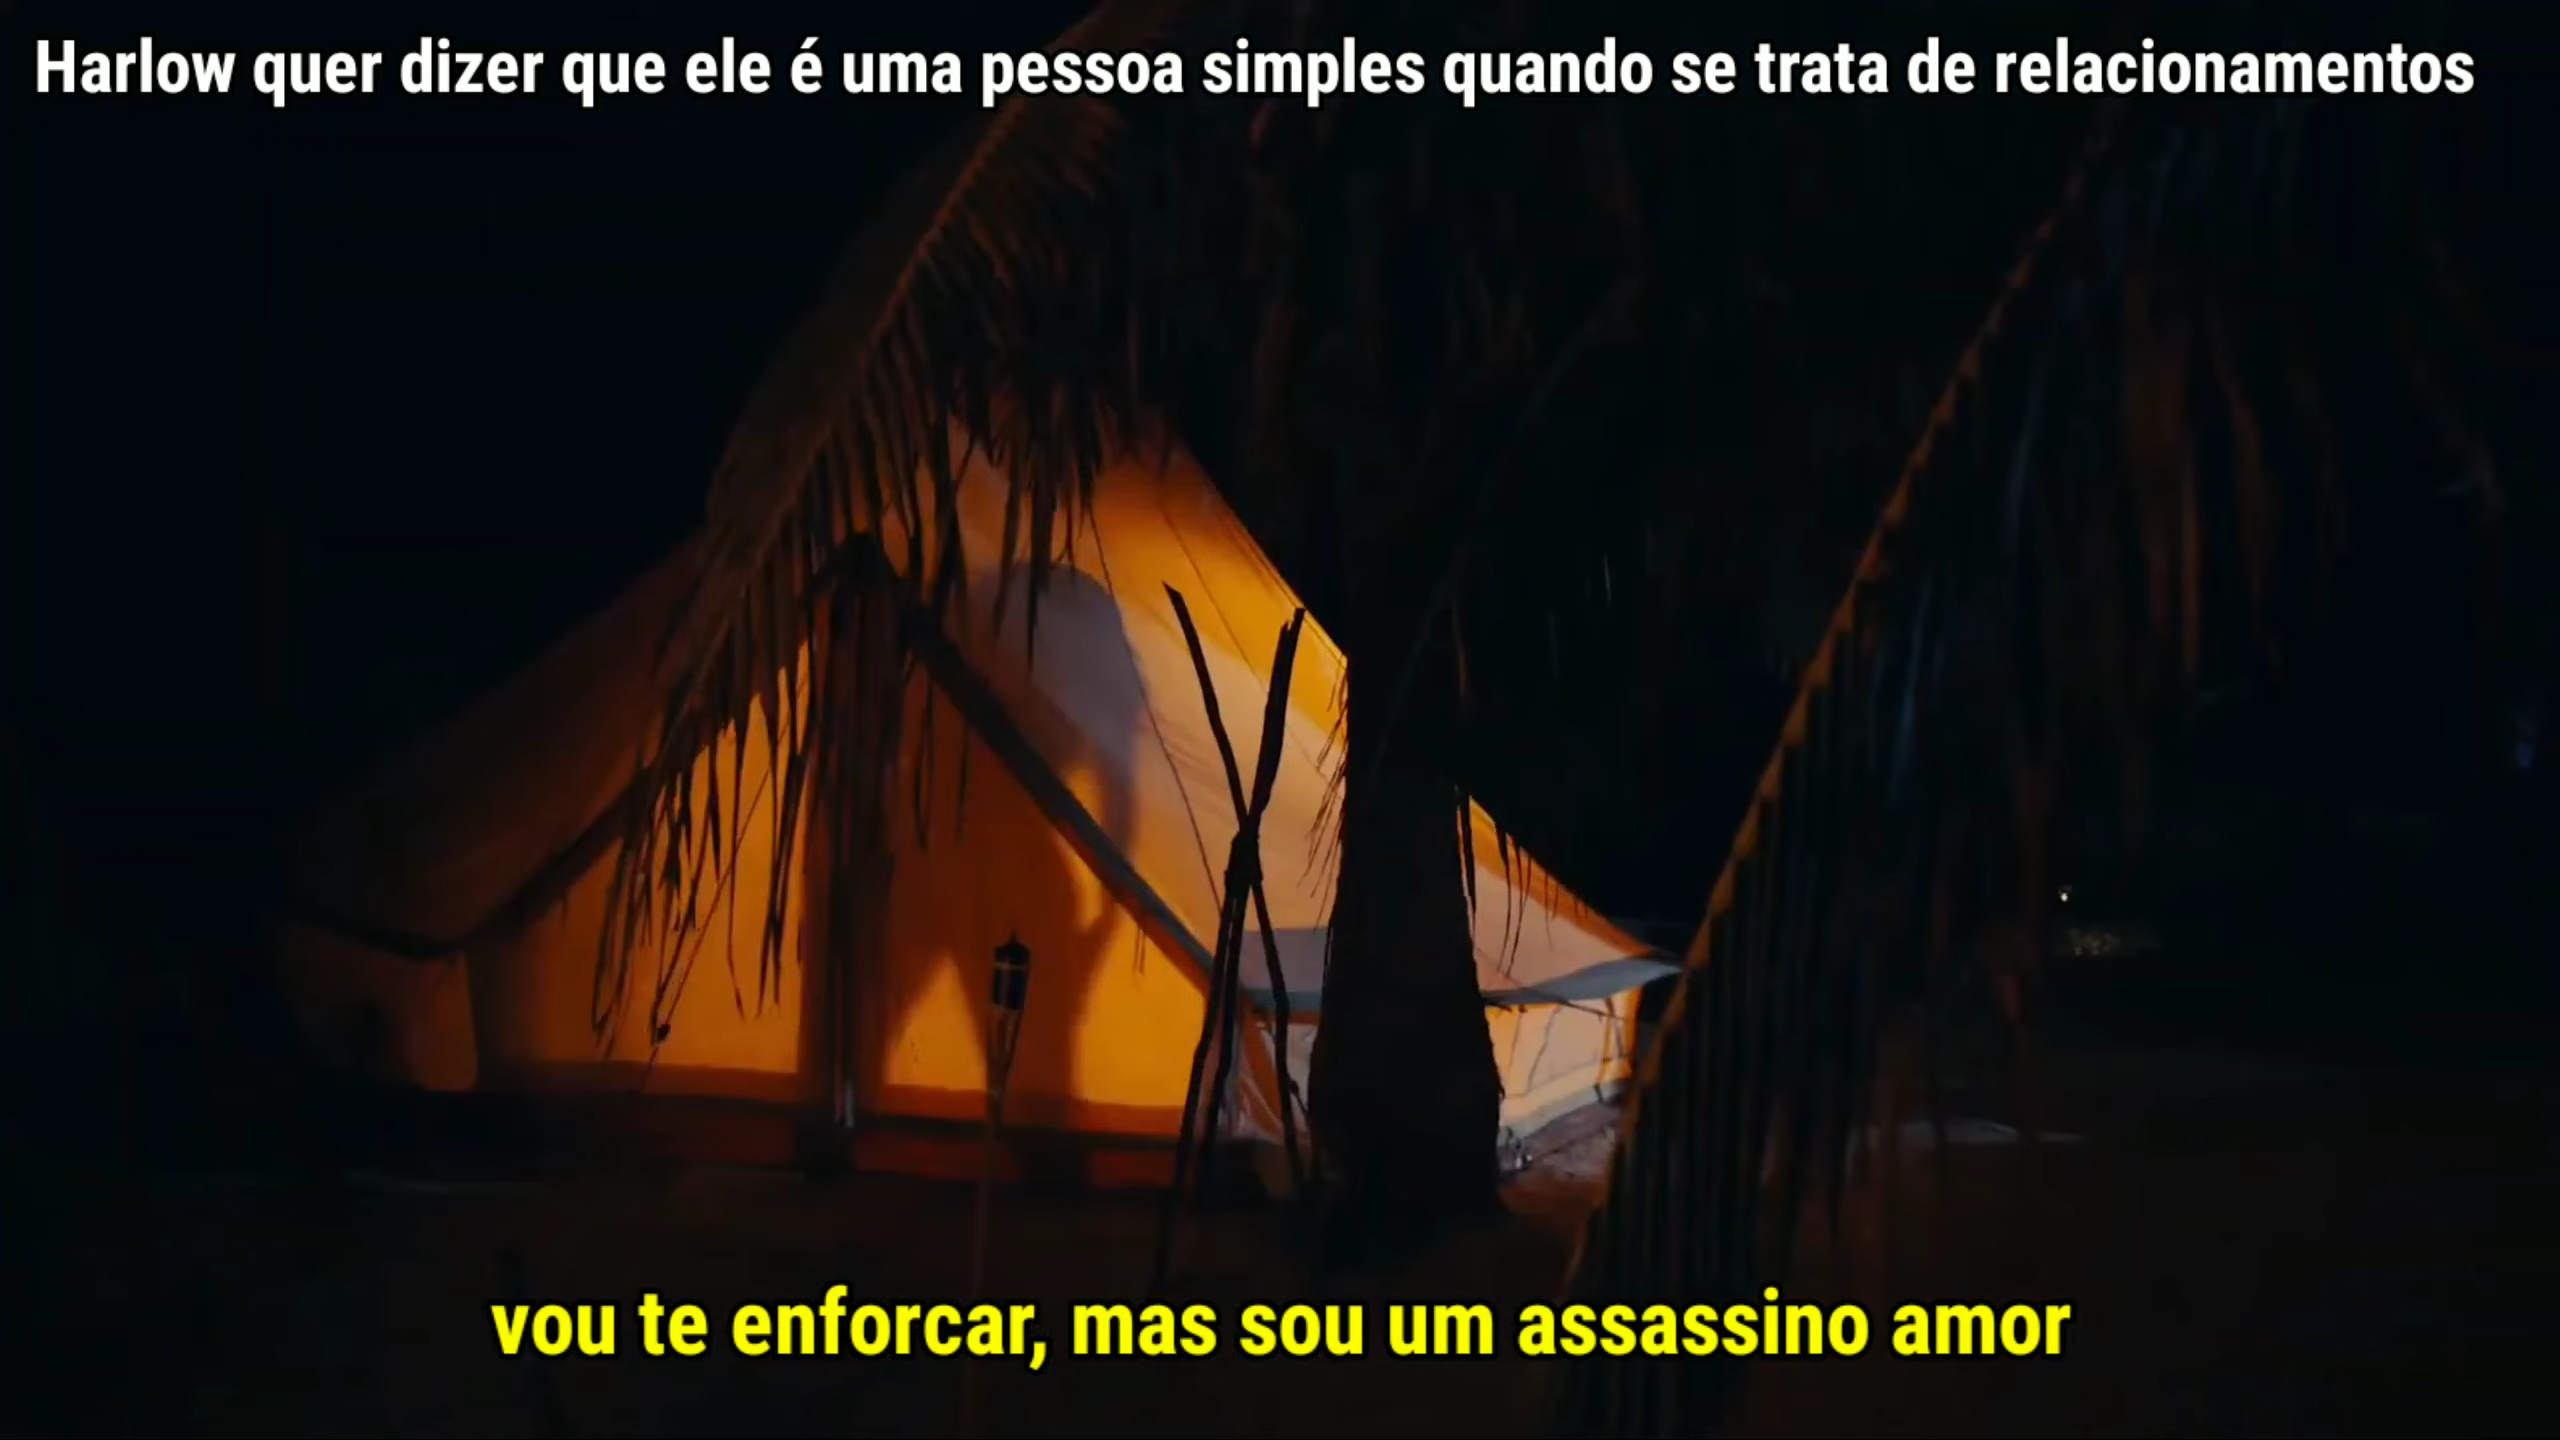 Harlow quer dizer que ele é uma pessoa simples quando se trata de relacionamentos
vou te enforcar, mas sou um assassino amor